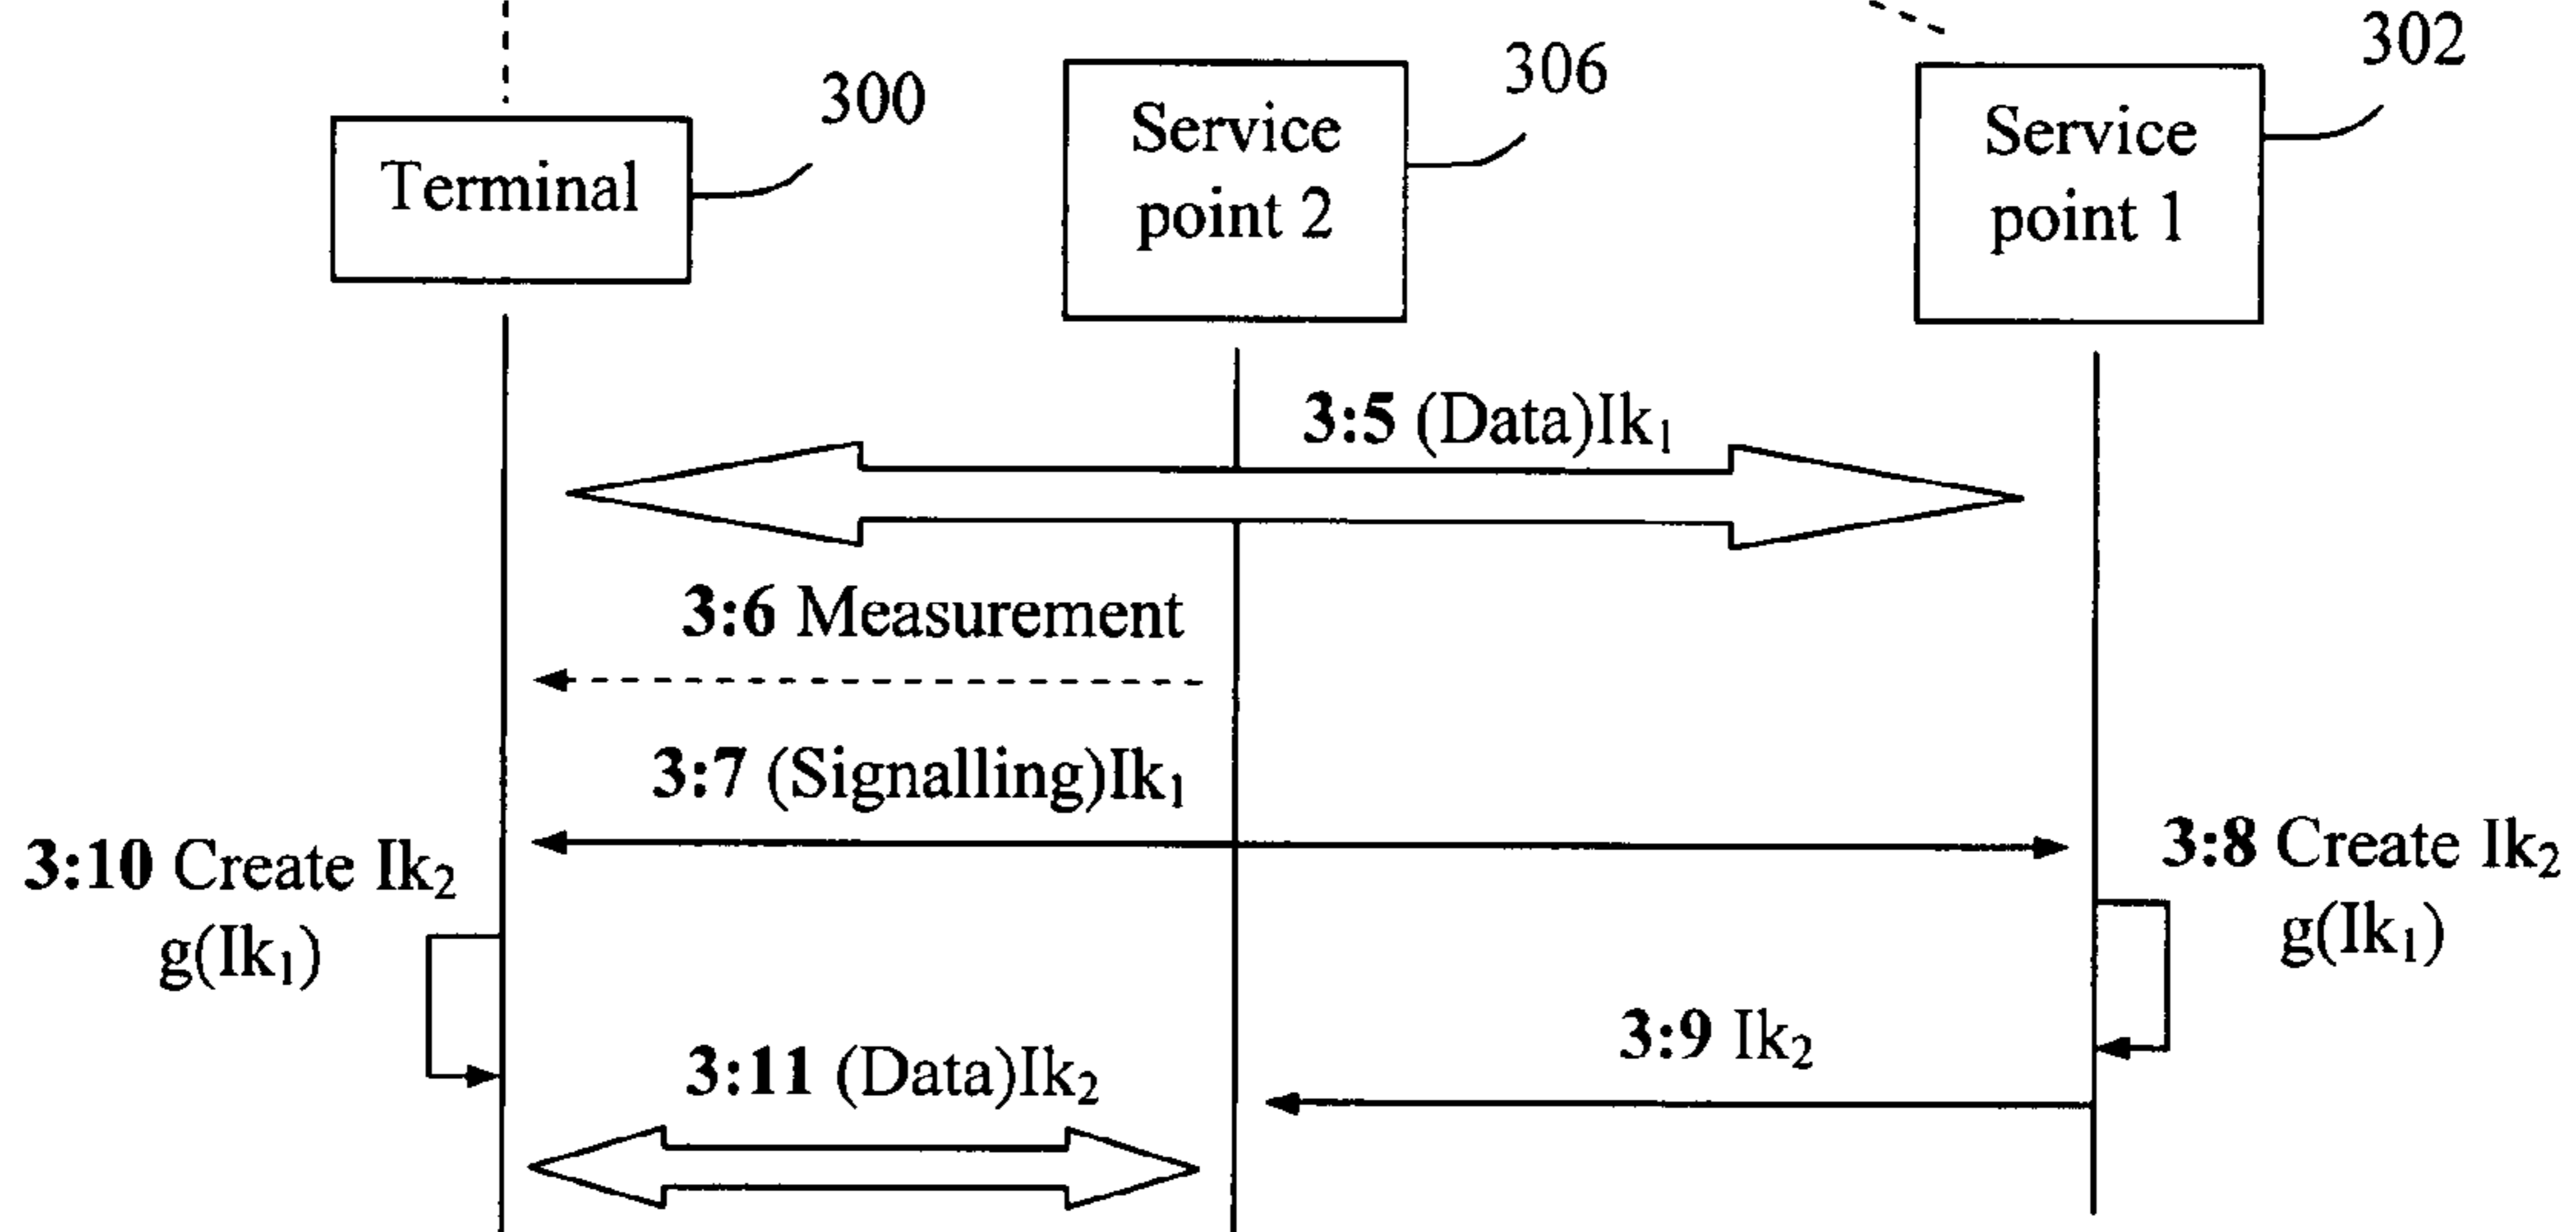 300
306
302
Terminal
Service
point 2
Service
point 1
3:5 (Data)Ik₁
3:6 Measurement
3:7 (Signalling)Ik₁
3:10 Create Ik₂
g(Ik₁)
3:8 Create Ik₂
g(Ik₁)
3:9 Ik₂
3:11 (Data)Ik₂